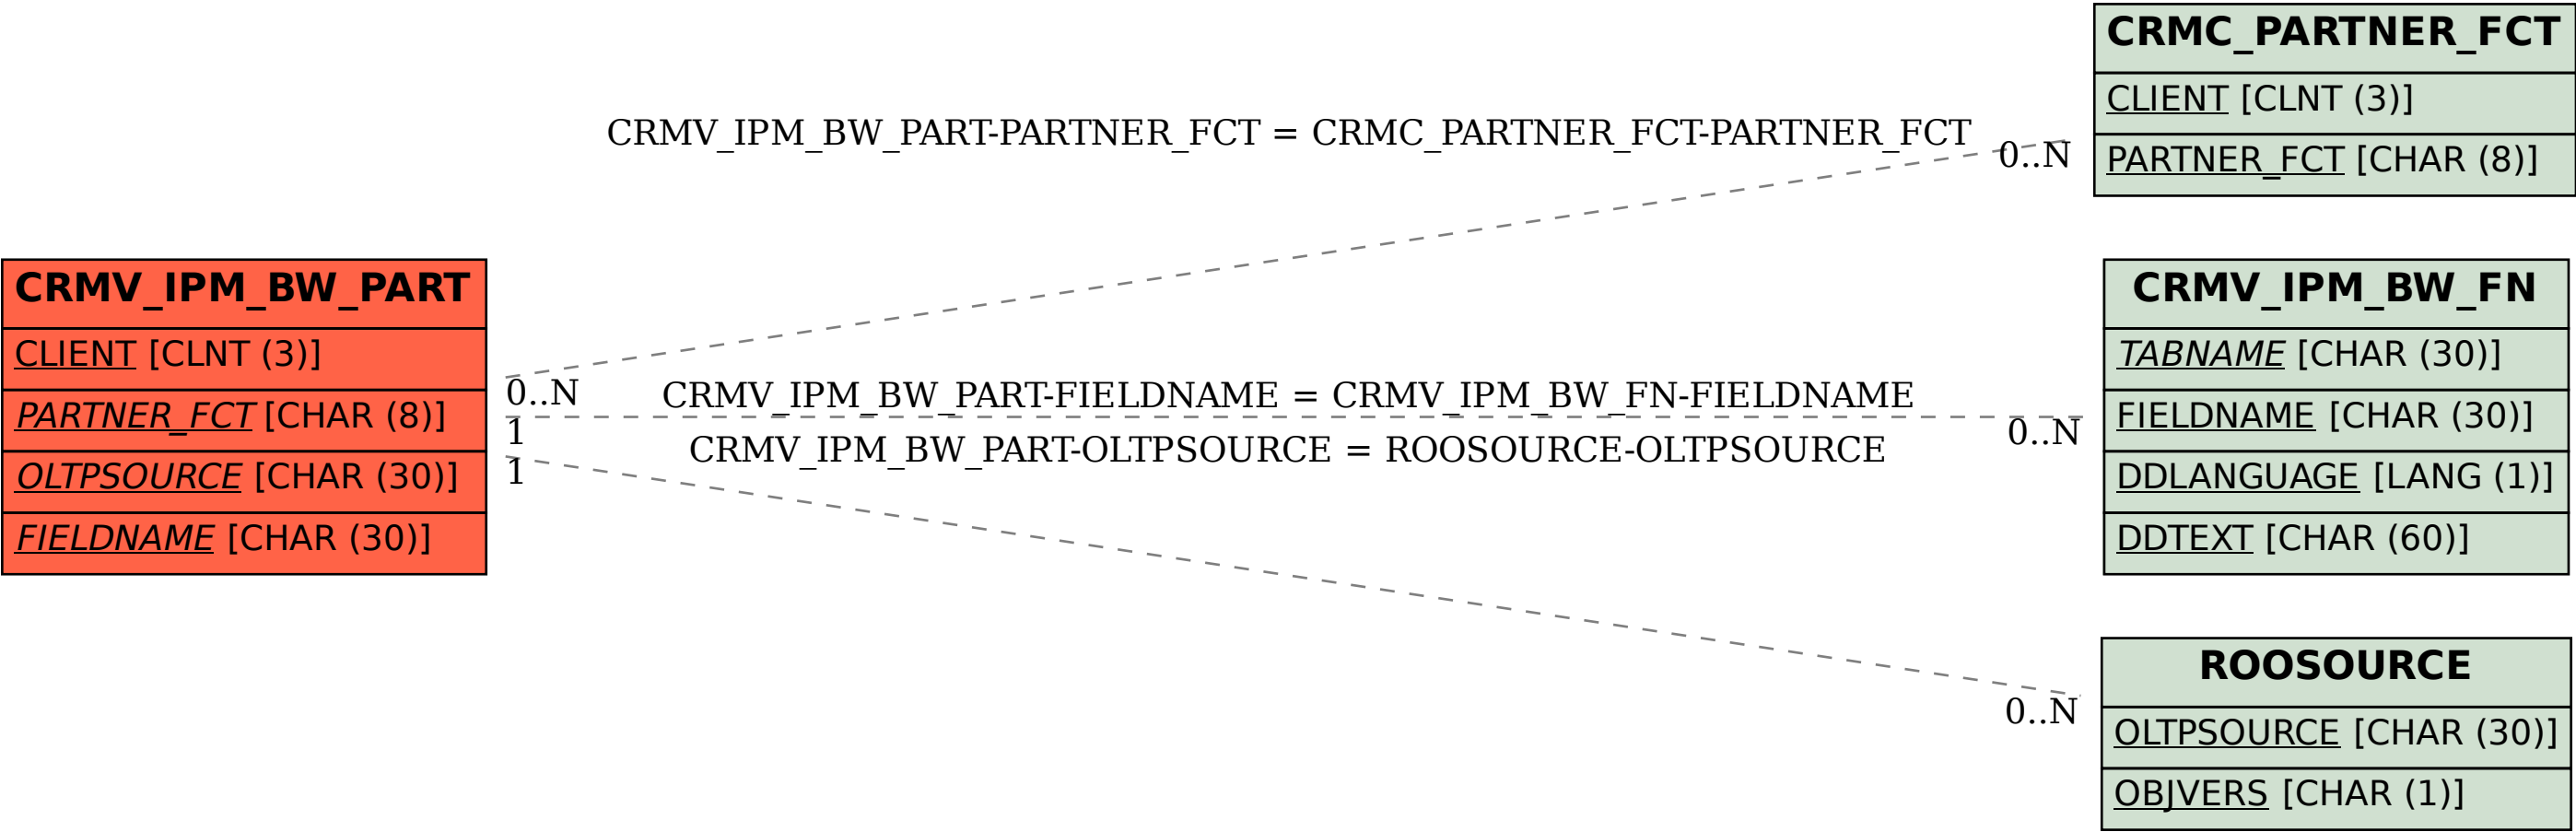 CRMC_PARTNER_FCT
CLIENT [CLNT (3)]
PARTNER_FCT [CHAR (8)]
CRMV_IPM_BW_PART-PARTNER_FCT = CRMC_PARTNER_FCT-PARTNER_FCT
0..N
CRMV_IPM_BW_PART
CLIENT [CLNT (3)]
PARTNER_FCT [CHAR (8)]
OLTPSOURCE [CHAR (30)]
FIELDNAME [CHAR (30)]
0..N
CRMV_IPM_BW_PART-FIELDNAME = CRMV_IPM_BW_FN-FIELDNAME
1
0..N
CRMV_IPM_BW_PART-OLTPSOURCE = ROOSOURCE-OLTPSOURCE
1
0..N
CRMV_IPM_BW_FN
TABNAME [CHAR (30)]
FIELDNAME [CHAR (30)]
DDLANGUAGE [LANG (1)]
DDTEXT [CHAR (60)]
ROOSOURCE
OLTPSOURCE [CHAR (30)]
OBJVERS [CHAR (1)]